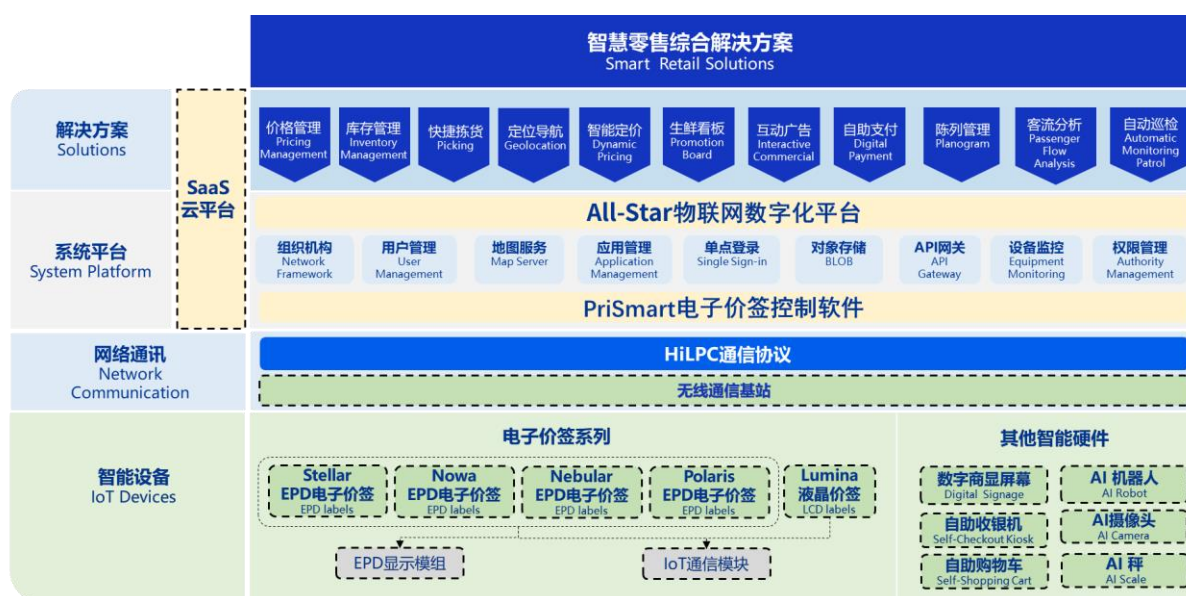 智慧零售综合解决方案
Smart Retail Solutions
解决方案
Solutions
SaaS
云平台
价格管理
Pricing
Management
库存管理
Inventory
Management
快捷拣货
Picking
定位导航
Geolocation
智能定价
Dynamic
Pricing
生鲜看板
Promotion
Board
互动广告
Interactive
Commercial
自助支付
Digital
Payment
陈列管理
Planogram
客流分析
Passenger
Flow
Analysis
自动巡检
Automatic
Monitoring
Patrol
系统平台
System Platform
All-Star物联网数字化平台
组织机构
Network
Framework
用户管理
User
Management
地图服务
Map Server
应用管理
Application
Management
单点登录
Single Sign-in
对象存储
BLOB
API网关
API
Gateway
设备监控
Equipment
Monitoring
权限管理
Authority
Management
PriSmart电子价签控制软件
网络通讯
Network
Communication
HiLPC通信协议
无线通信基站
智能设备
IoT Devices
电子价签系列
Stellar
EPD电子价签
EPD labels
Nowa
EPD电子价签
EPD labels
Nebular
EPD电子价签
EPD labels
Polaris
EPD电子价签
EPD labels
Lumina
液晶价签
LCD labels
EPD显示模组
IoT通信模块
其他智能硬件
数字商显屏幕
Digital Signage
AI 机器人
AI Robot
自助收银机
Self-Checkout Kiosk
AI摄像头
AI Camera
自助购物车
Self-Shopping Cart
AI 秤
AI Scale